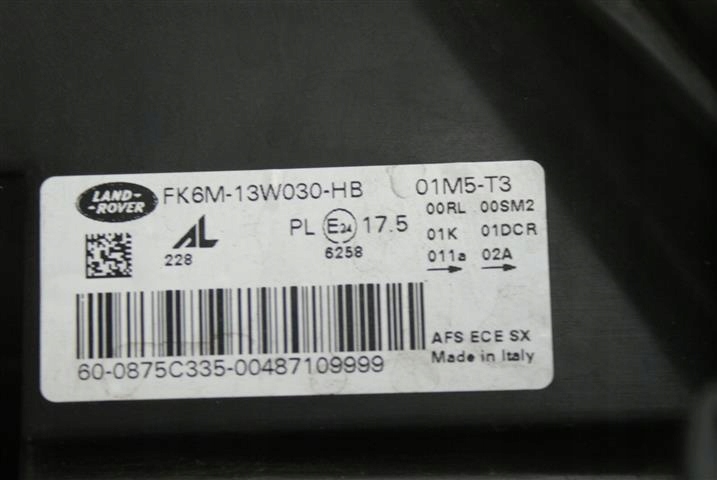 LAND-
-ROVER
FK6M-13W030-HB 01M5-T3
AL
228
PL E24 17.5
6258
00RL 00SM2
01K 01DCR
011a 02A
AFS ECE SX
Made in Italy
60-0875C335-00487109999